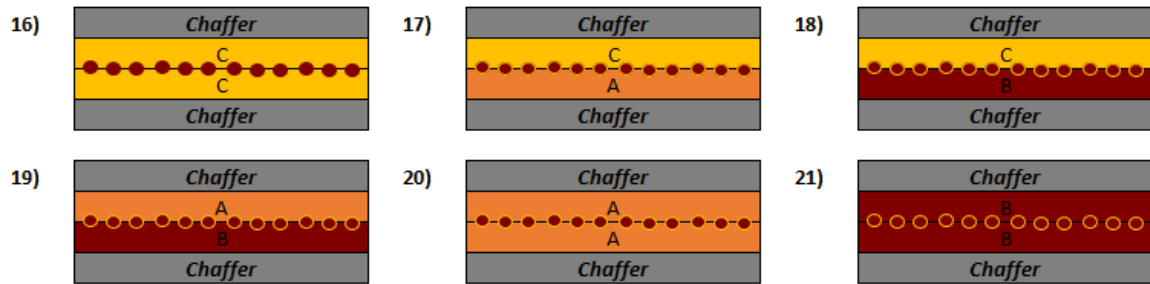 16) Chaffer 17) Chaffer 18) Chaffer
C C C
C A B
Chaffer Chaffer Chaffer
19) Chaffer 20) Chaffer 21) Chaffer
A A B
B A B
Chaffer Chaffer Chaffer